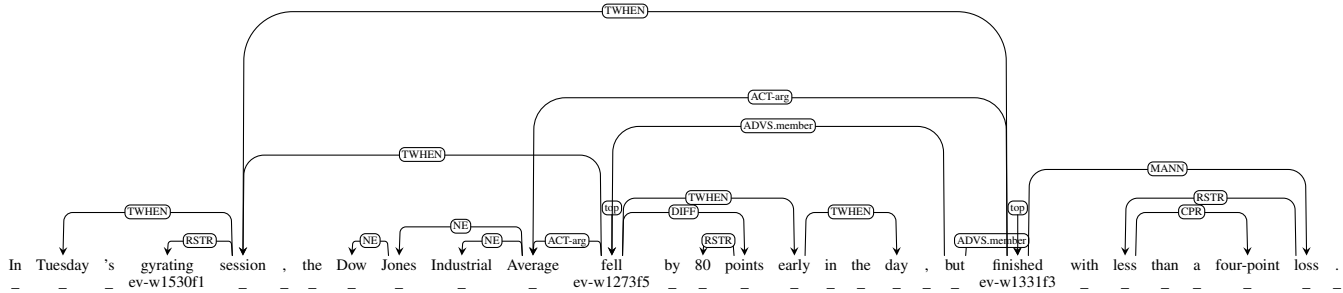 TWHEN
ACT-arg
ADVS.member
TWHEN
MANN
TWHEN RSTR
TWHEN top DIFF TWHEN top RSTR CPR
NE NE
RSTR NE NE ACT-arg RSTR ADVS.member
In Tuesday 's gyrating session , the Dow Jones Industrial Average fell by 80 points early in the day , but finished with less than a four-point loss .
_ _ _ ev-w1530f1 _ _ _ _ _ _ _ ev-w1273f5 _ _ _ _ _ _ _ _ _ ev-w1331f3 _ _ _ _ _ _ _